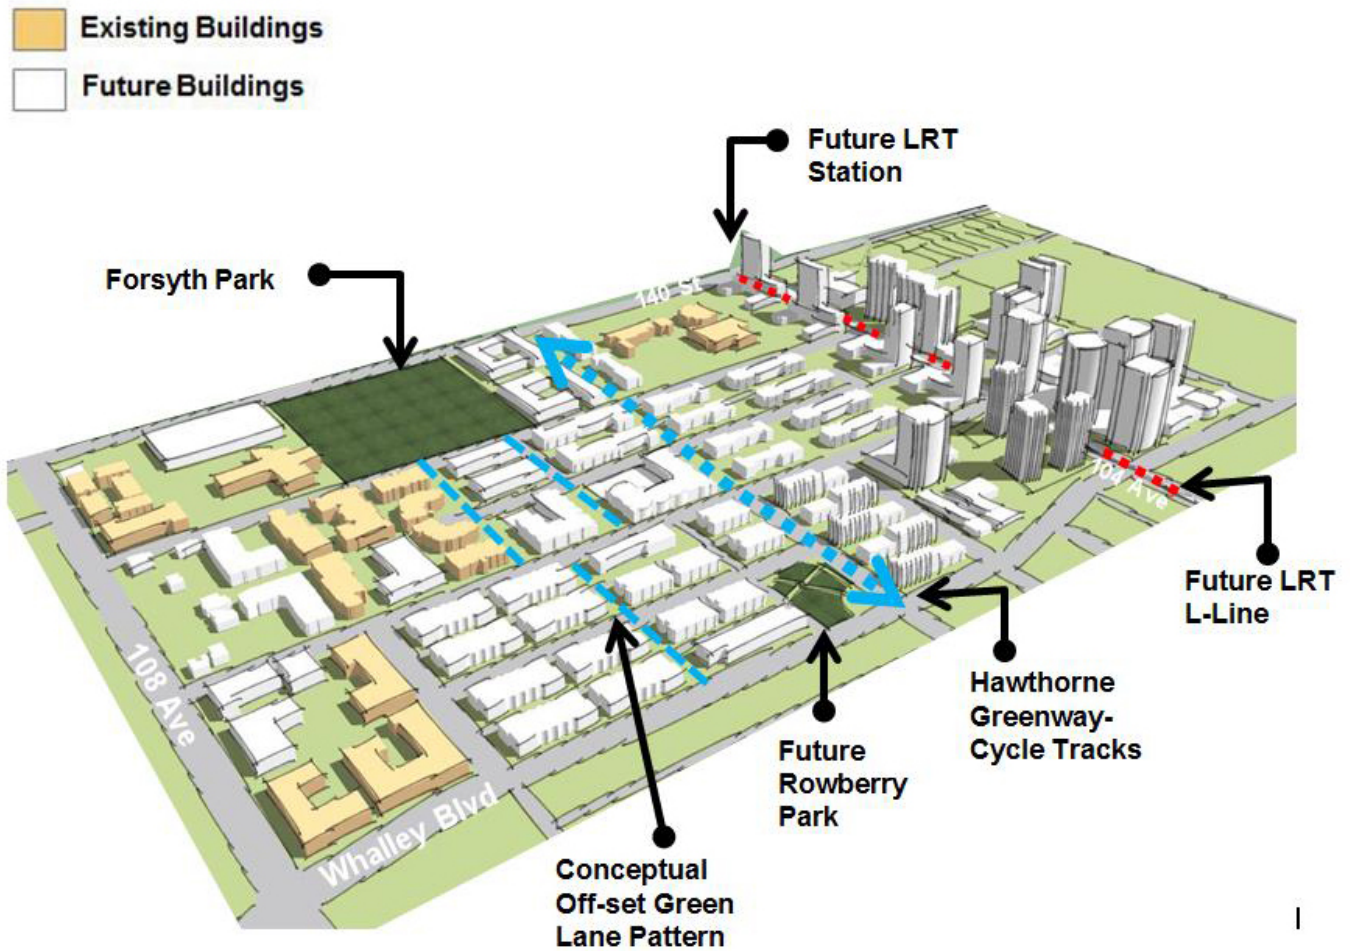 Existing Buildings
Future Buildings
Future LRT
Station
Forsyth Park
140 St
104 Ave
Future LRT
L-Line
108 Ave
Hawthorne
Greenway-
Cycle Tracks
Future
Rowberry
Park
Whalley Blvd
Conceptual
Off-set Green
Lane Pattern